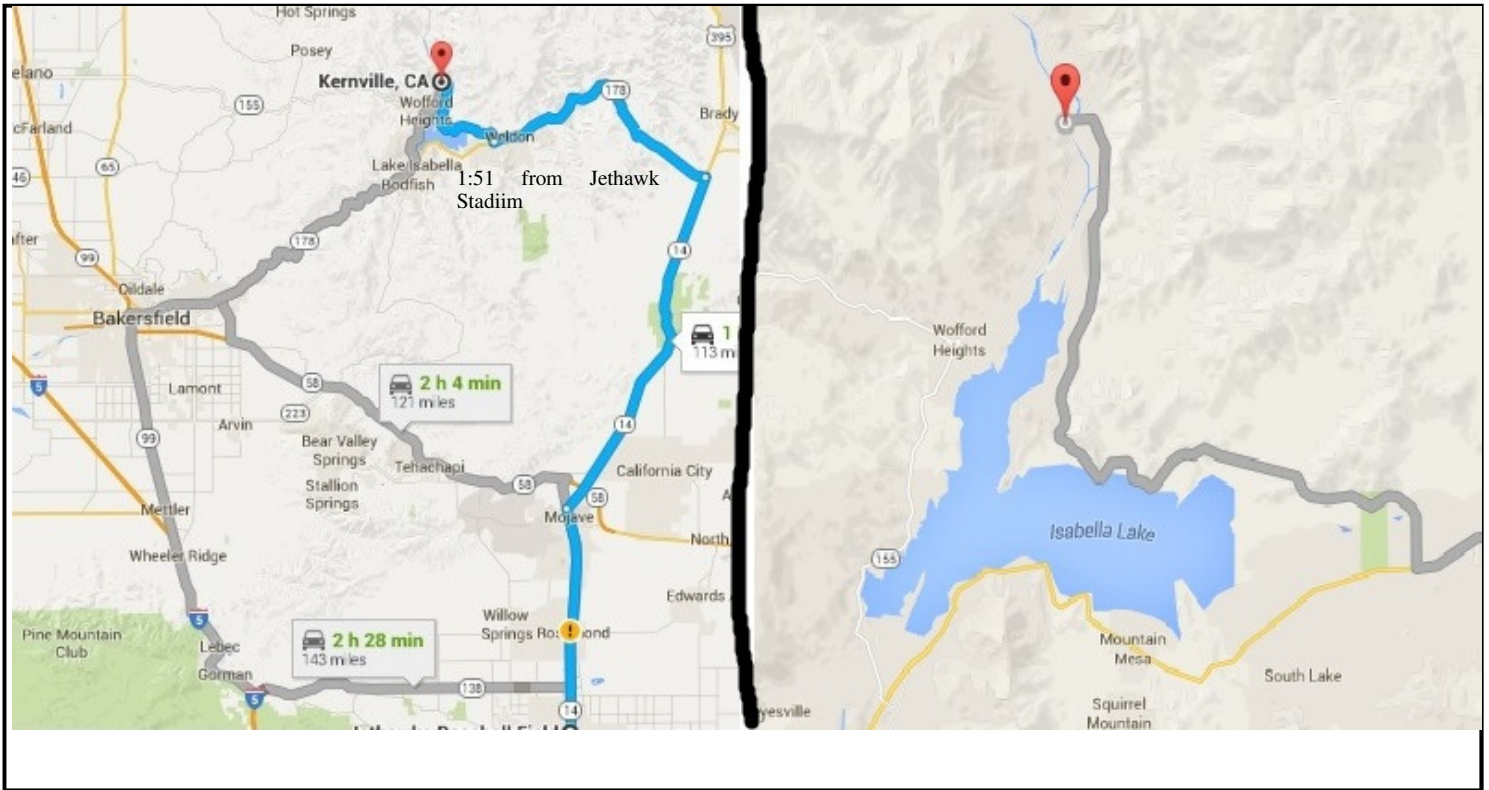 Hot Springs
395
Posey
elano
Kernville, CA
178
155
Wofford
Heights
Brady
cFarland
Weldon
65
Lake Isabella
46
Bodfish
1:51 from Jethawk
Stadiim
after
178
14
99
Oildale
Bakersfield
1
113 m
58
2 h 4 min
121 miles
5
Lamont
223
Arvin
14
99
Bear Valley
Springs
Tehachapi
California City
Stallion
Springs
58
58
Mettler
Mojave
North
Wheeler Ridge
Edwards
Willow
Springs
5
Pine Mountain
Club
2 h 28 min
143 miles
Lebec
Gorman
138
5
14
Wofford
Heights
Isabella Lake
155
Mountain
Mesa
South Lake
yesville
Squirrel
Mountain